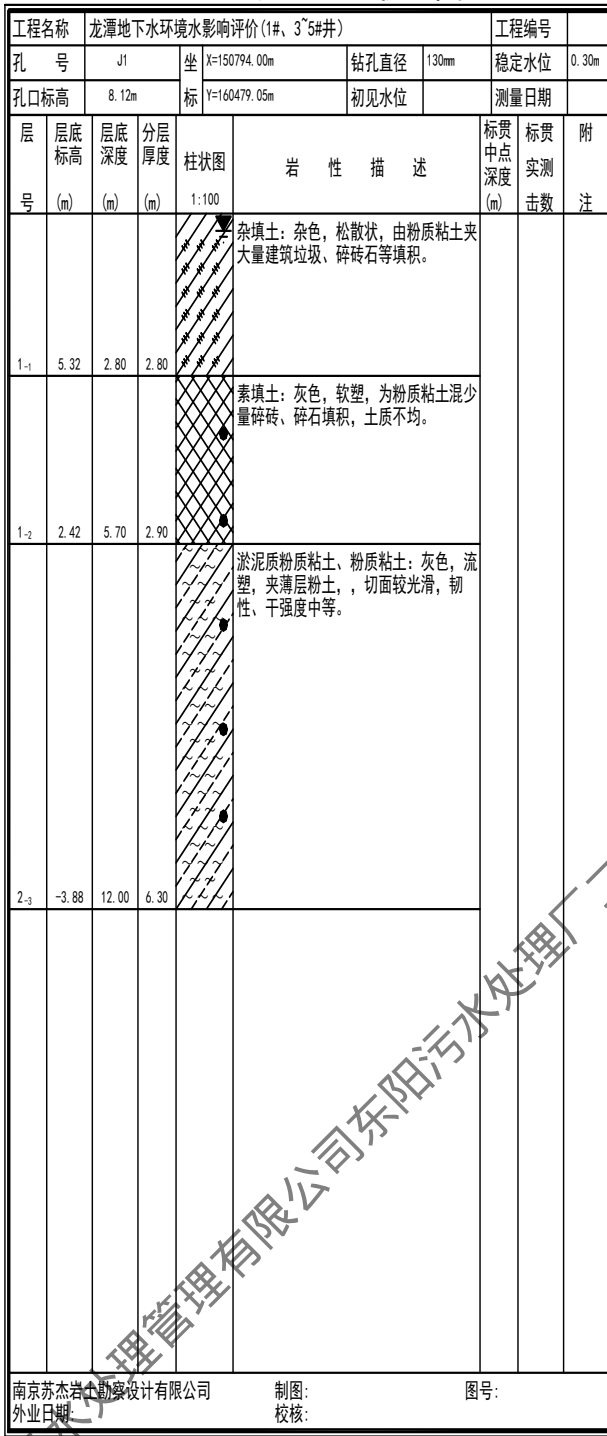 工程名称 龙潭地下水环境水影响评价(1#、3~5#井) 工程编号
孔 号 J1 坐 X=150794.00m 钻孔直径 130mm 稳定水位 0.30m
孔口标高 8.12m 标 Y=160479.05m 初见水位 测量日期
层 层底 层底 分层 柱状图 岩 性 描 述 标贯 标贯 附
标高 深度 厚度 中点 实测
深度
号 (m) (m) (m) 1:100 (m) 击数 注
杂填土: 杂色, 松散状, 由粉质粘土夹
大量建筑垃圾、碎砖石等填积。
1-1 5.32 2.80 2.80
素填土: 灰色, 软塑, 为粉质粘土混少
量碎砖、碎石填积, 土质不均。
1-2 2.42 5.70 2.90
淤泥质粉质粘土、粉质粘土: 灰色, 流
塑, 夹薄层粉土, , 切面较光滑, 韧
性、干强度中等。
2-3 -3.88 12.00 6.30
南京苏杰岩土勘察设计有限公司 制图: 图号:
外业日期: 校核:
水处理管理有限公司东阳污水处理厂